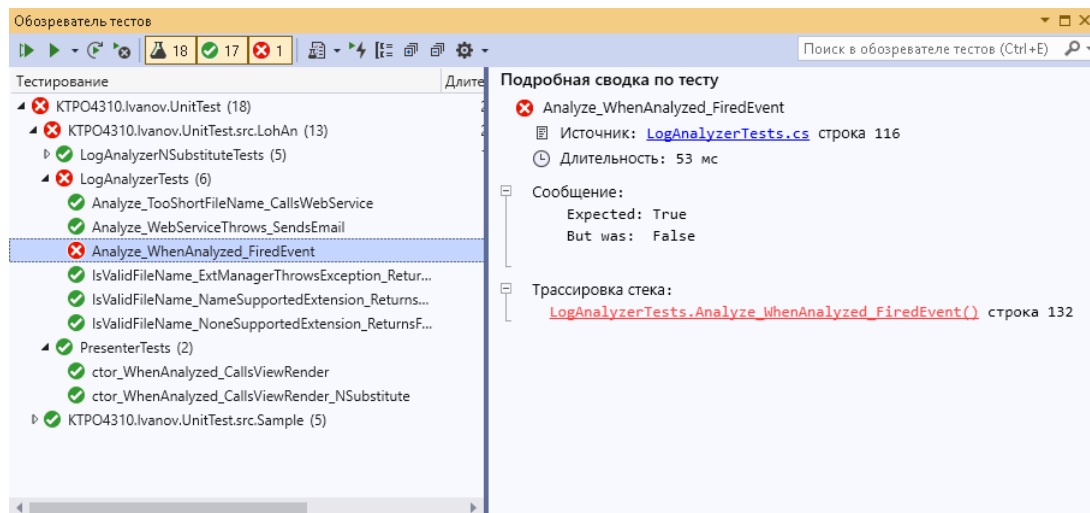 Обозреватель тестов
18 17 1
Поиск в обозревателе тестов (Ctrl+E)
Тестирование Длите
KTPO4310.Ivanov.UnitTest (18)
KTPO4310.Ivanov.UnitTest.src.LohAn (13)
LogAnalyzerNSubstituteTests (5)
LogAnalyzerTests (6)
Analyze_TooShortFileName_CallsWebService
Analyze_WebServiceThrows_SendsEmail
Analyze_WhenAnalyzed_FiredEvent
IsValidFileName_ExtManagerThrowsException_Retur...
IsValidFileName_NameSupportedExtension_Returns...
IsValidFileName_NoneSupportedExtension_ReturnsF...
PresenterTests (2)
ctor_WhenAnalyzed_CallsViewRender
ctor_WhenAnalyzed_CallsViewRender_NSubstitute
KTPO4310.Ivanov.UnitTest.src.Sample (5)
Подробная сводка по тесту
Analyze_WhenAnalyzed_FiredEvent
Источник: LogAnalyzerTests.cs строка 116
Длительность: 53 мс
Сообщение:
Expected: True
But was: False
Трассировка стека:
LogAnalyzerTests.Analyze_WhenAnalyzed_FiredEvent() строка 132